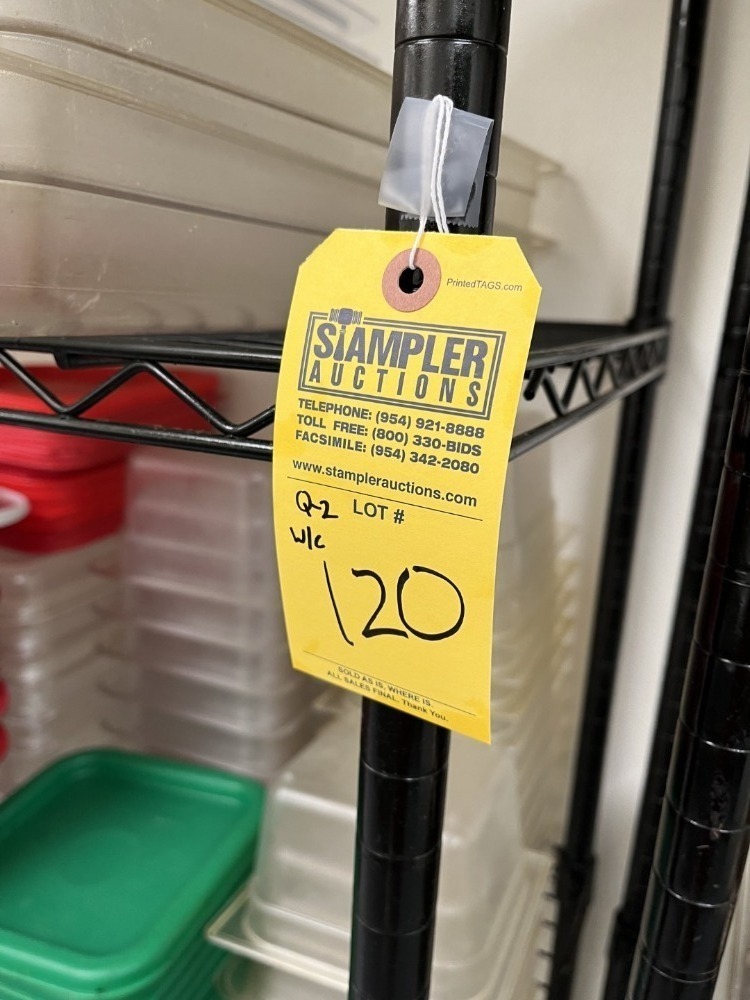 PrintedTAGS.com
STAMPLER
AUCTIONS
TELEPHONE: (954) 921-8888
TOLL FREE: (800) 330-BIDS
FACSIMILE: (954) 342-2080
www.stamplerauctions.com
Q-2 LOT #
W/C
120
SOLD AS IS, WHERE IS.
ALL SALES FINAL. Thank You.